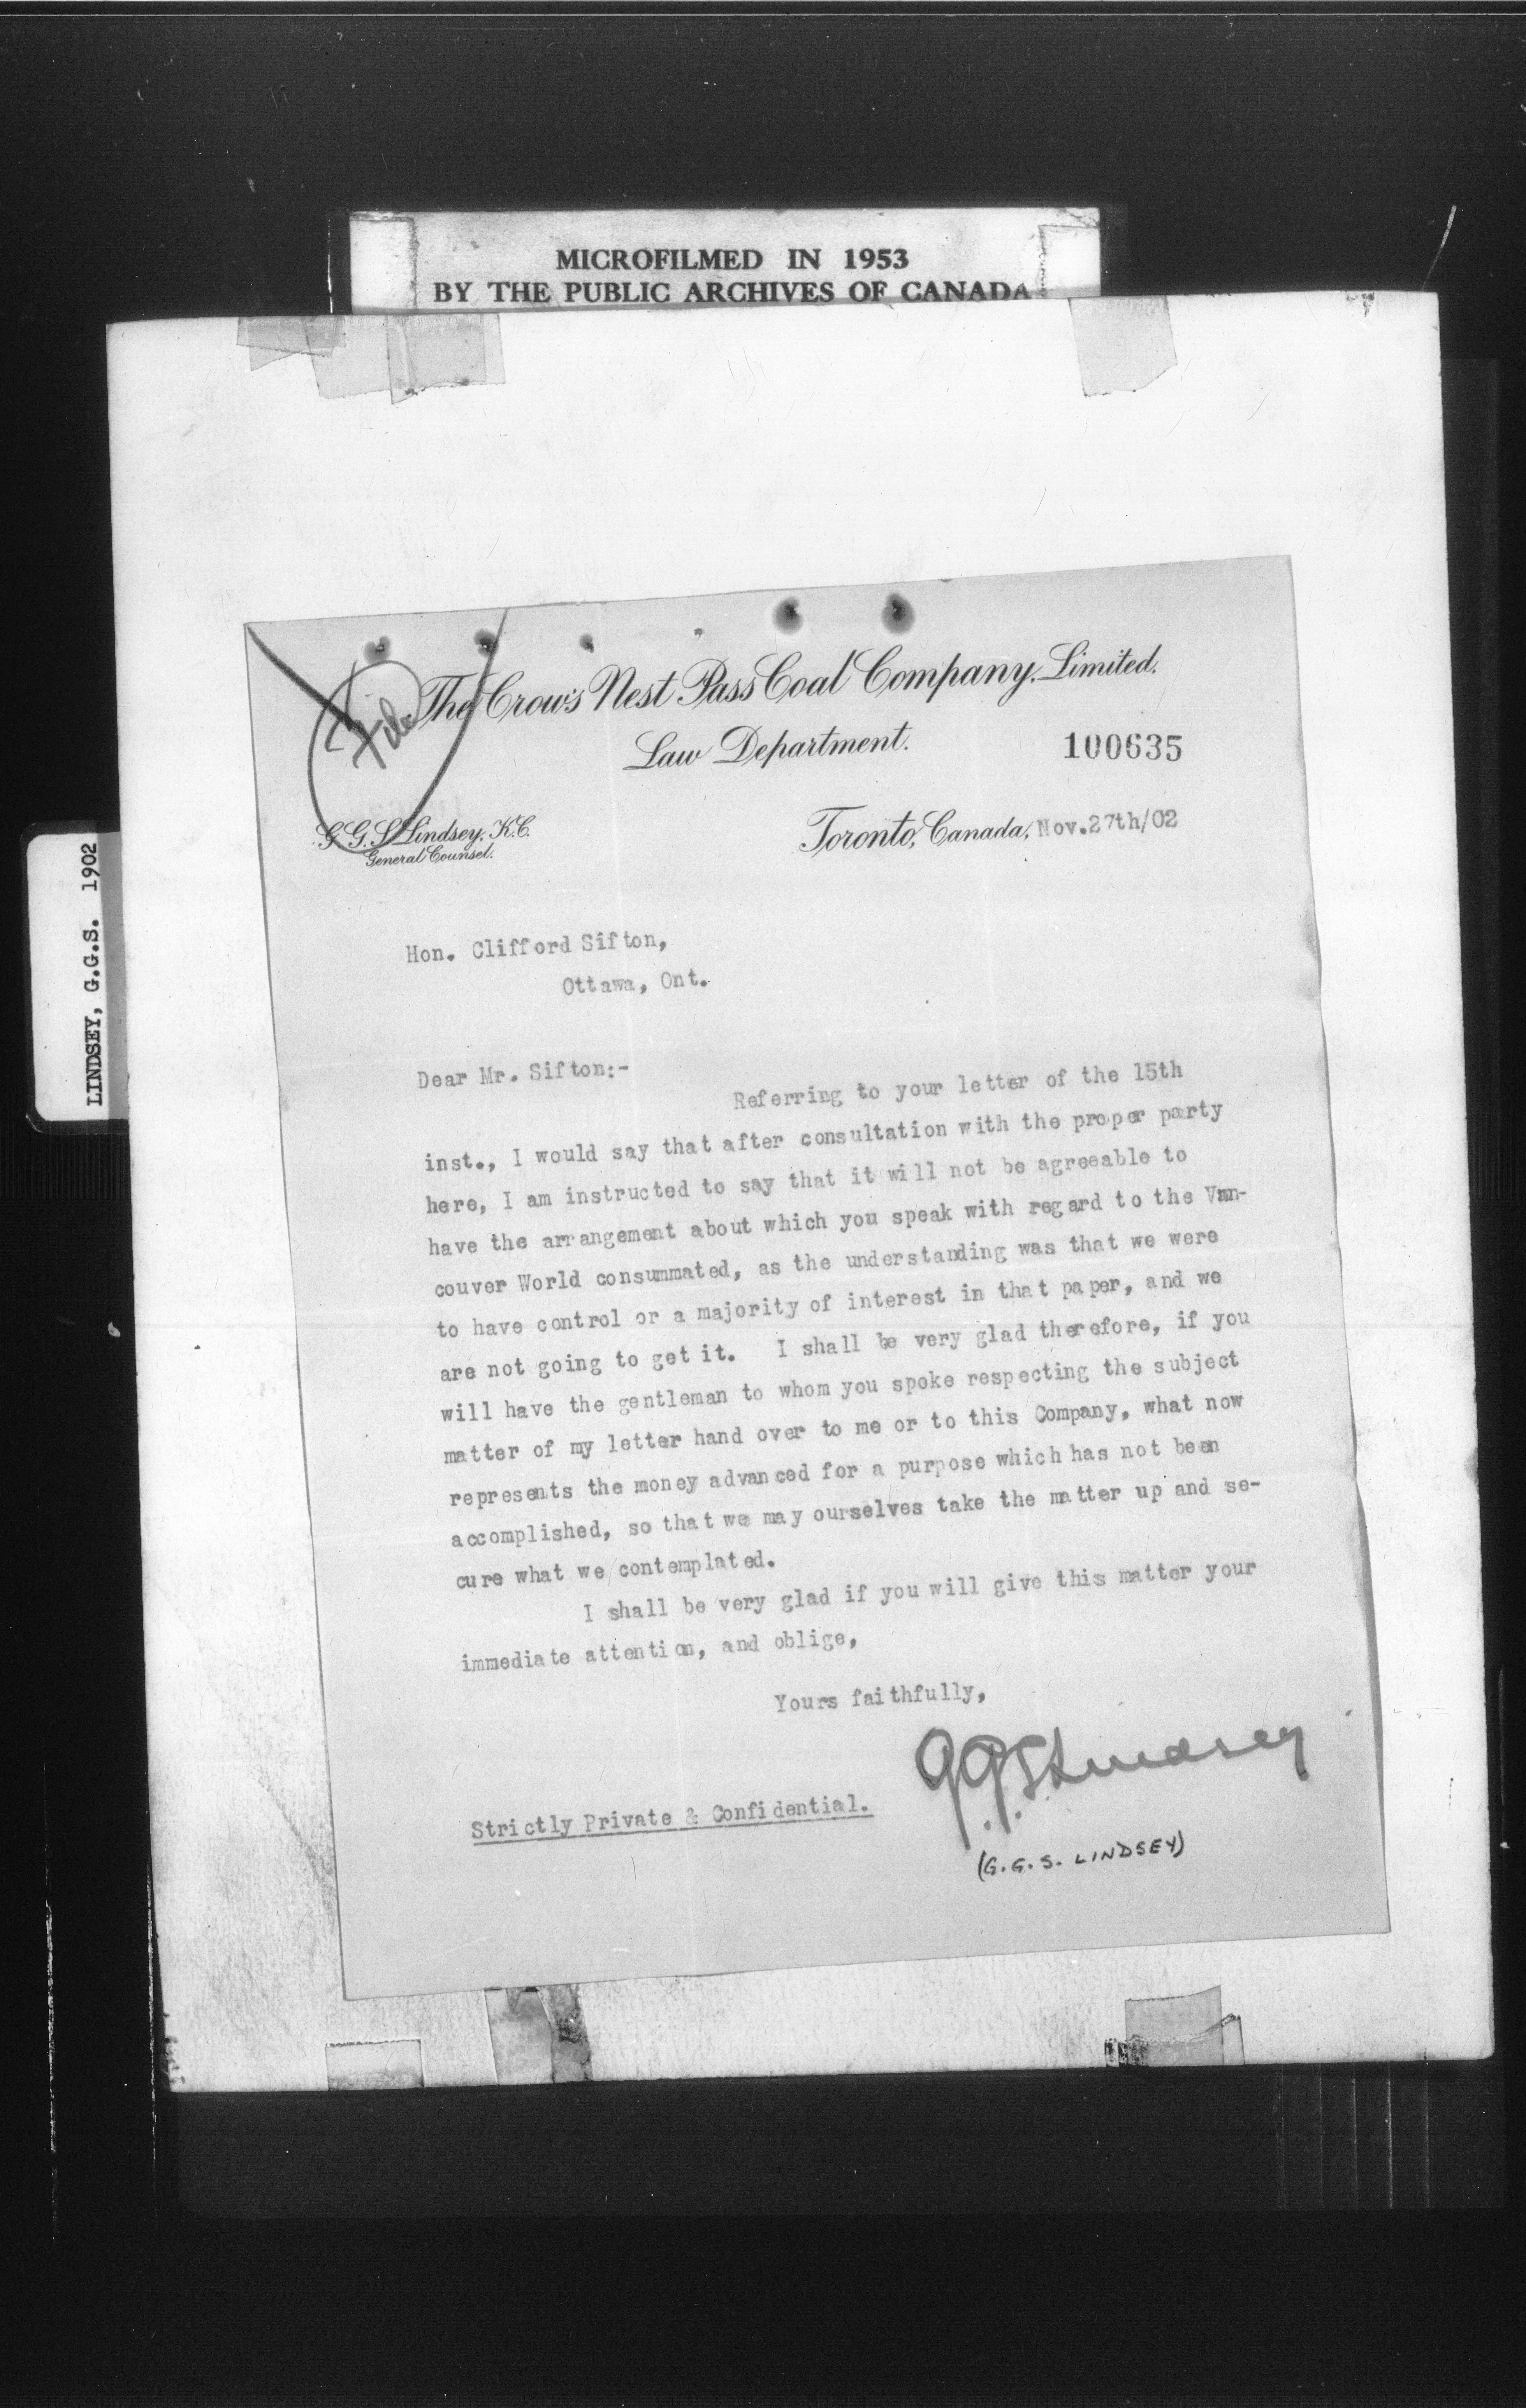 MICROFILMED IN 1953
BY THE PUBLIC ARCHIVES OF CANADA
LINDSEY, G.G.S. 1902
File
The Crow's Nest Pass Coal Company, Limited.
Law Department.
100635
G. G. S. Lindsey, K.C.
General Counsel.
Toronto, Canada, Nov.27th/02
Hon. Clifford Sifton,
Ottawa, Ont.
Dear Mr. Sifton:-
Referring to your letter of the 15th
inst., I would say that after consultation with the proper party
here, I am instructed to say that it will not be agreeable to
have the arrangement about which you speak with regard to the Van-
couver World consummated, as the understanding was that we were
to have control or a majority of interest in that paper, and we
are not going to get it. I shall be very glad therefore, if you
will have the gentleman to whom you spoke respecting the subject
matter of my letter hand over to me or to this Company, what now
represents the money advanced for a purpose which has not been
accomplished, so that we may ourselves take the matter up and se-
cure what we contemplated.
I shall be very glad if you will give this matter your
immediate attention, and oblige,
Yours faithfully,
G.G.S. Lindsey
Strictly Private & Confidential.
(G.G.S. LINDSEY)